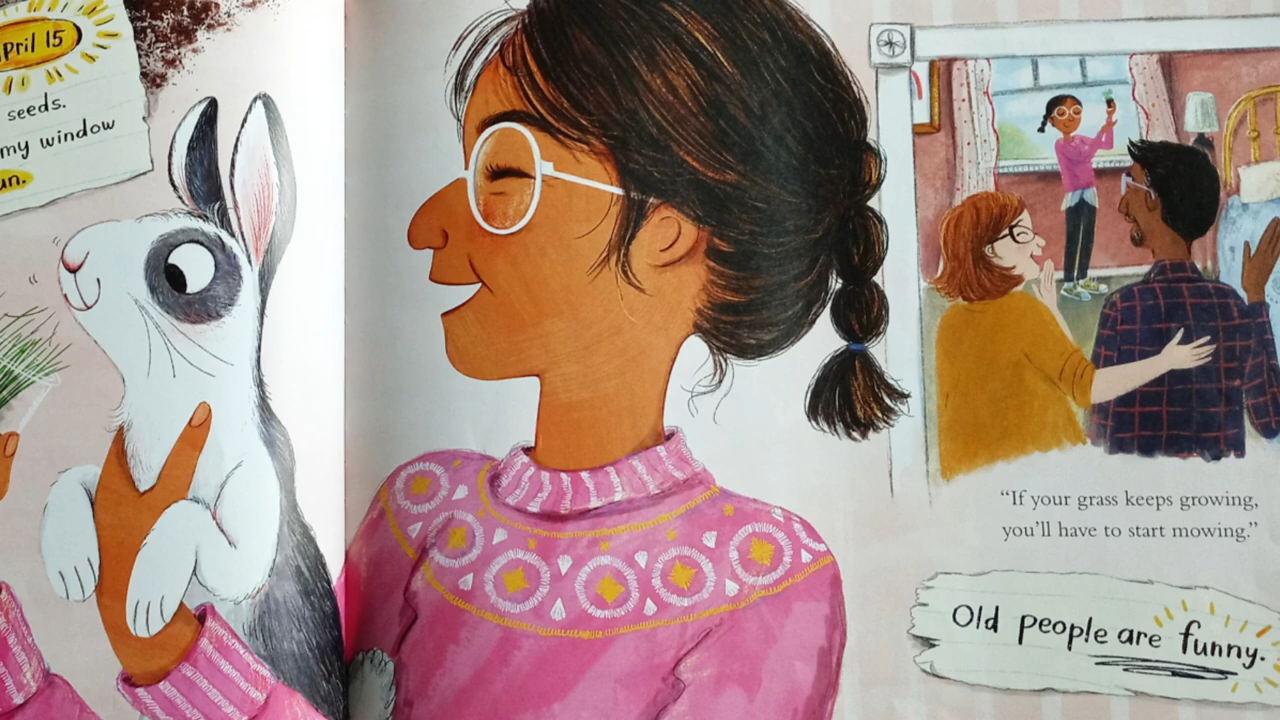 April 15
seeds.
my window
un.
"If your grass keeps growing,
you'll have to start mowing."
Old people are funny.